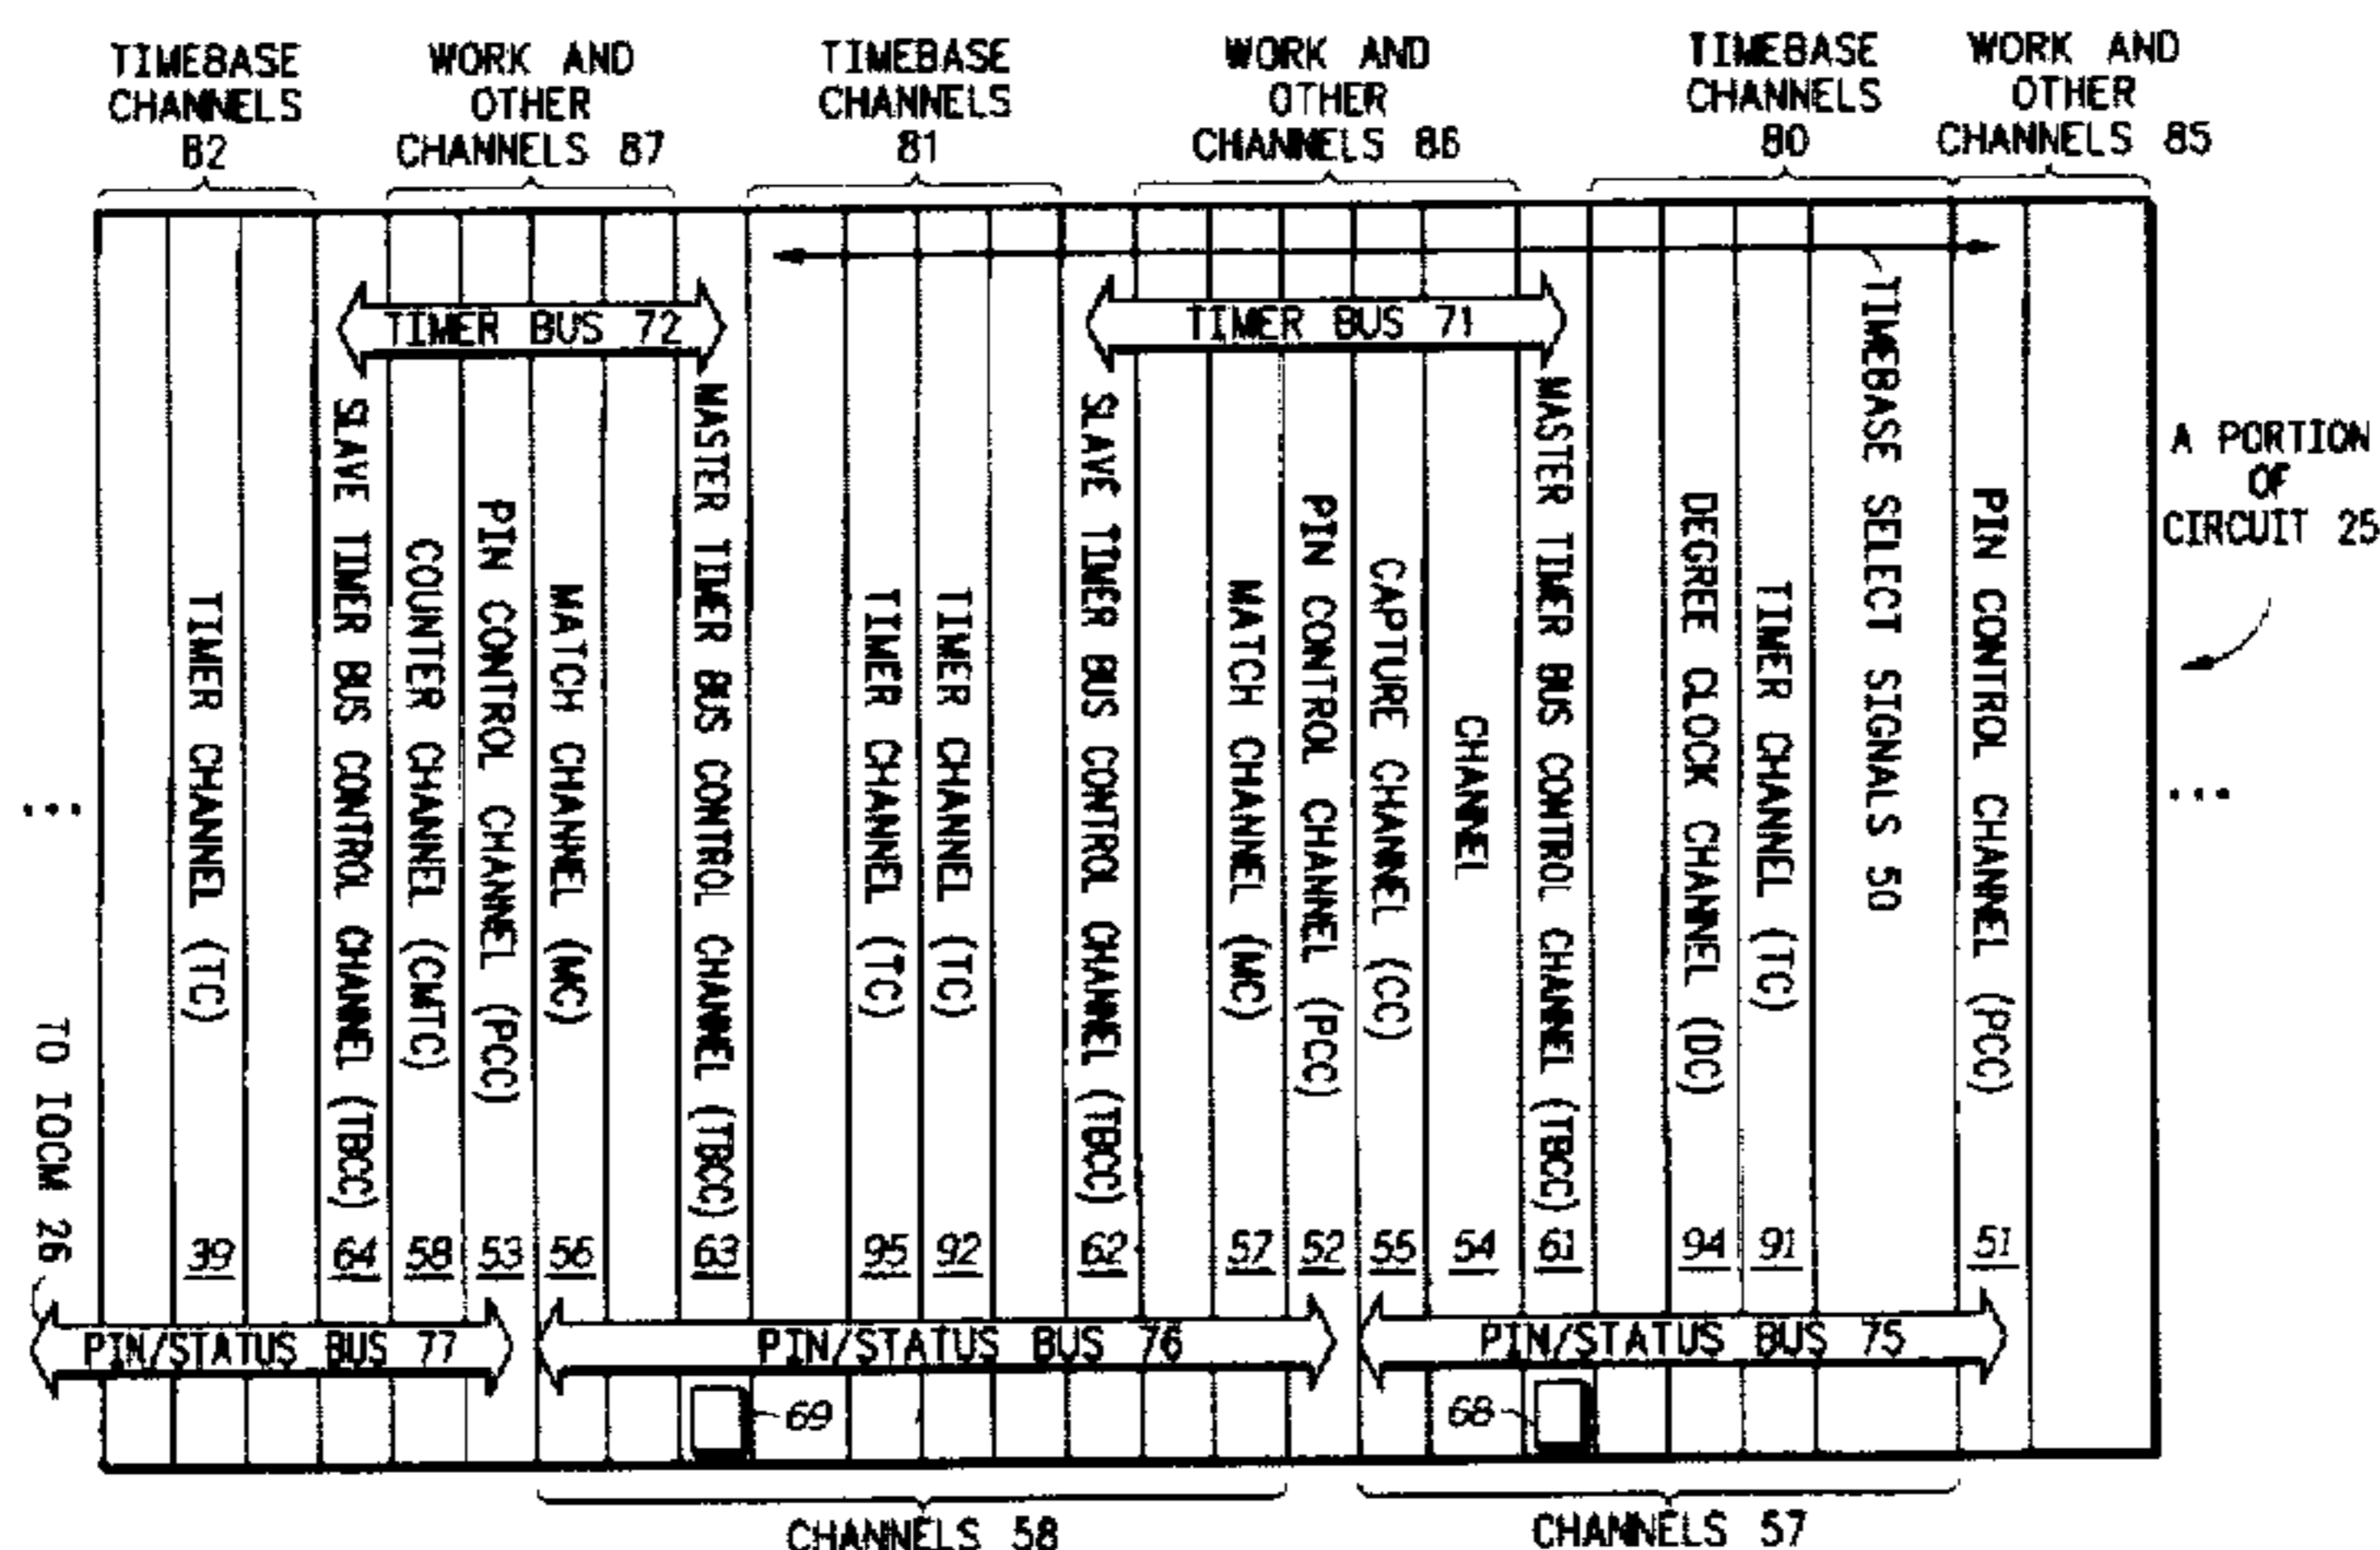 TIMEBASE
CHANNELS
82
WORK AND
OTHER
CHANNELS 87
TIMEBASE
CHANNELS
81
WORK AND
OTHER
CHANNELS 86
TIMEBASE
CHANNELS
80
WORK AND
OTHER
CHANNELS 85
TIMER BUS 72
TIMER BUS 71
A PORTION
OF
CIRCUIT 25
TO IOCM 26
TIMER CHANNEL (TC)
39
SLAVE TIMER BUS CONTROL CHANNEL (TBCC)
64
COUNTER CHANNEL (CMTC)
58
PIN CONTROL CHANNEL (PCC)
53
MATCH CHANNEL (MC)
56
MASTER TIMER BUS CONTROL CHANNEL (TBCC)
63
TIMER CHANNEL (TC)
95
TIMER CHANNEL (TC)
92
SLAVE TIMER BUS CONTROL CHANNEL (TBCC)
62
MATCH CHANNEL (MC)
57
PIN CONTROL CHANNEL (PCC)
52
CAPTURE CHANNEL (CC)
55
CHANNEL
54
MASTER TIMER BUS CONTROL CHANNEL (TBCC)
61
DEGREE CLOCK CHANNEL (DC)
94
TIMER CHANNEL (TC)
91
TIMEBASE SELECT SIGNALS 50
PIN CONTROL CHANNEL (PCC)
51
...
...
PIN/STATUS BUS 77
PIN/STATUS BUS 76
PIN/STATUS BUS 75
69
68
CHANNELS 58
CHANNELS 57